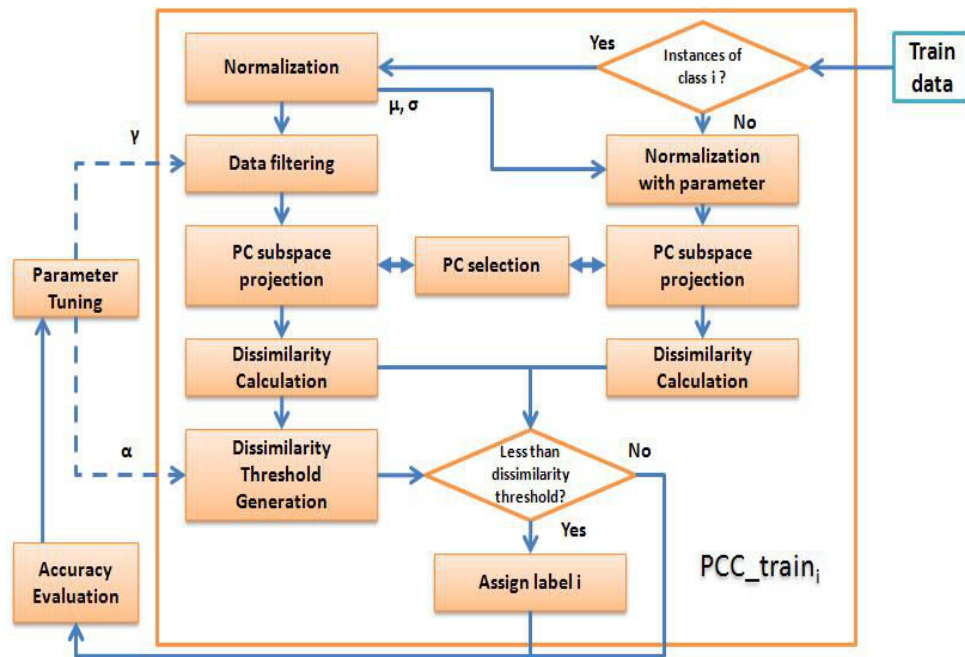 Yes
Instances of
class i ?
Train
data
Normalization
μ, σ
No
γ
Data filtering
Normalization
with parameter
PC subspace
projection
PC selection
PC subspace
projection
Parameter
Tuning
Dissimilarity
Calculation
Dissimilarity
Calculation
α
Dissimilarity
Threshold
Generation
Less than
dissimilarity
threshold?
No
Yes
Accuracy
Evaluation
Assign label i
PCC_trainᵢ